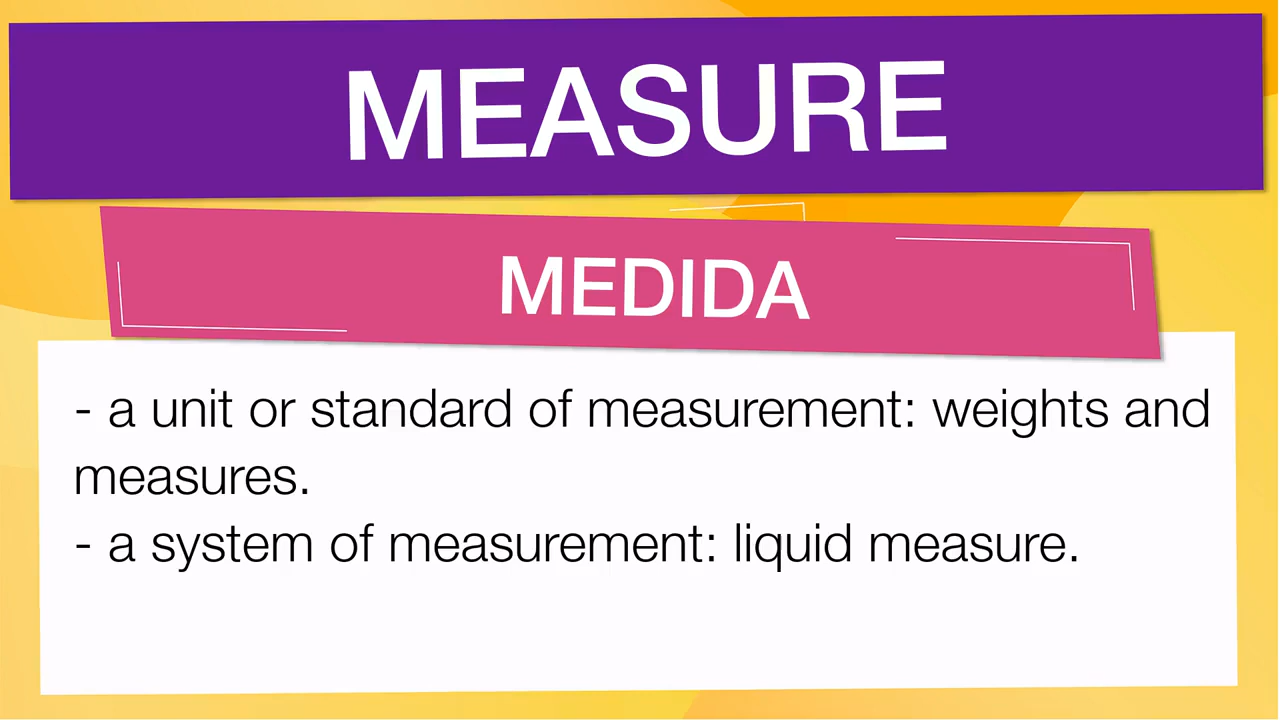 MEASURE
MEDIDA
- a unit or standard of measurement: weights and
measures.
- a system of measurement: liquid measure.